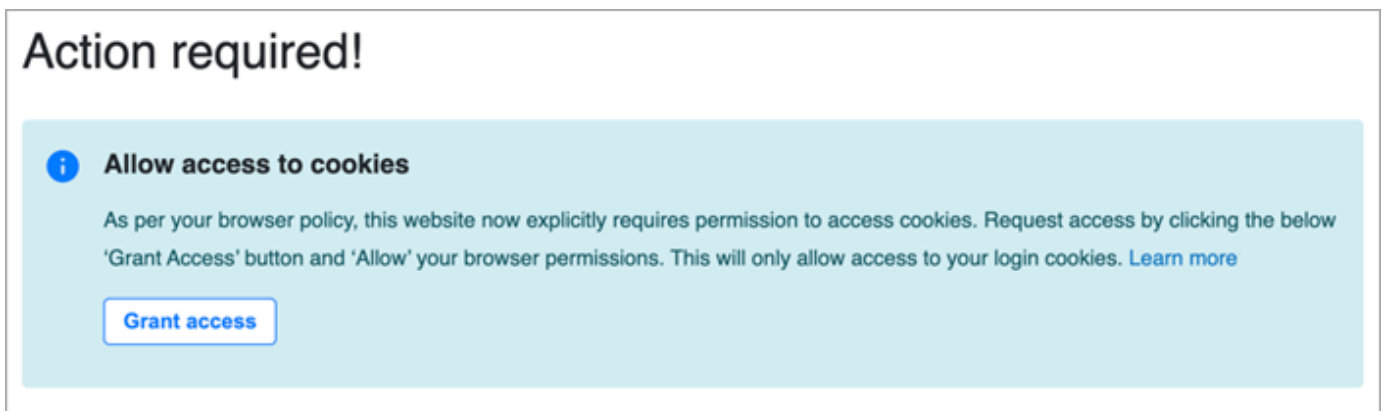 Action required!
Allow access to cookies
As per your browser policy, this website now explicitly requires permission to access cookies. Request access by clicking the below
‘Grant Access’ button and ‘Allow’ your browser permissions. This will only allow access to your login cookies. Learn more
Grant access